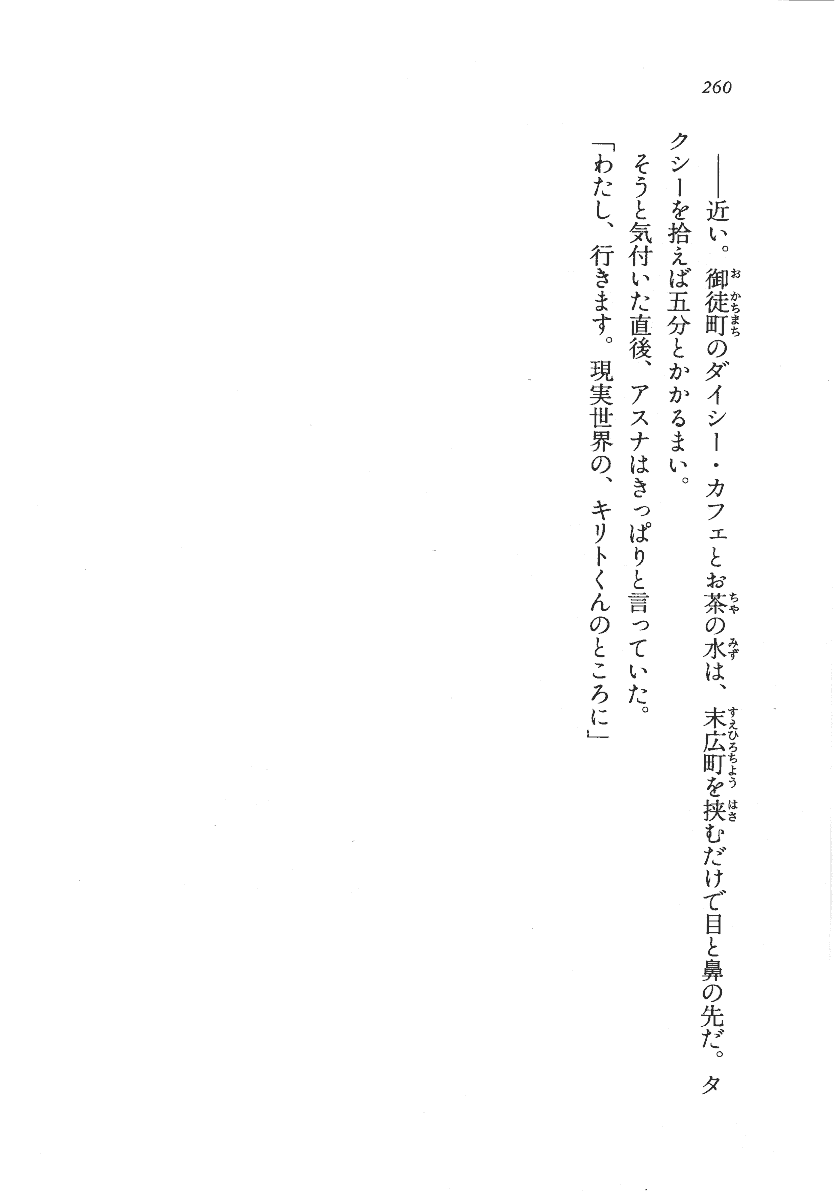 260
――近い。御徒町のダイシー・カフェとお茶の水は、末広町を挟むだけで目と鼻の先だ。タ
クシーを拾えば五分とかかるまい。
そうと気付いた直後、アスナはきっぱりと言っていた。
「わたし、行きます。現実世界の、キリトくんのところに」